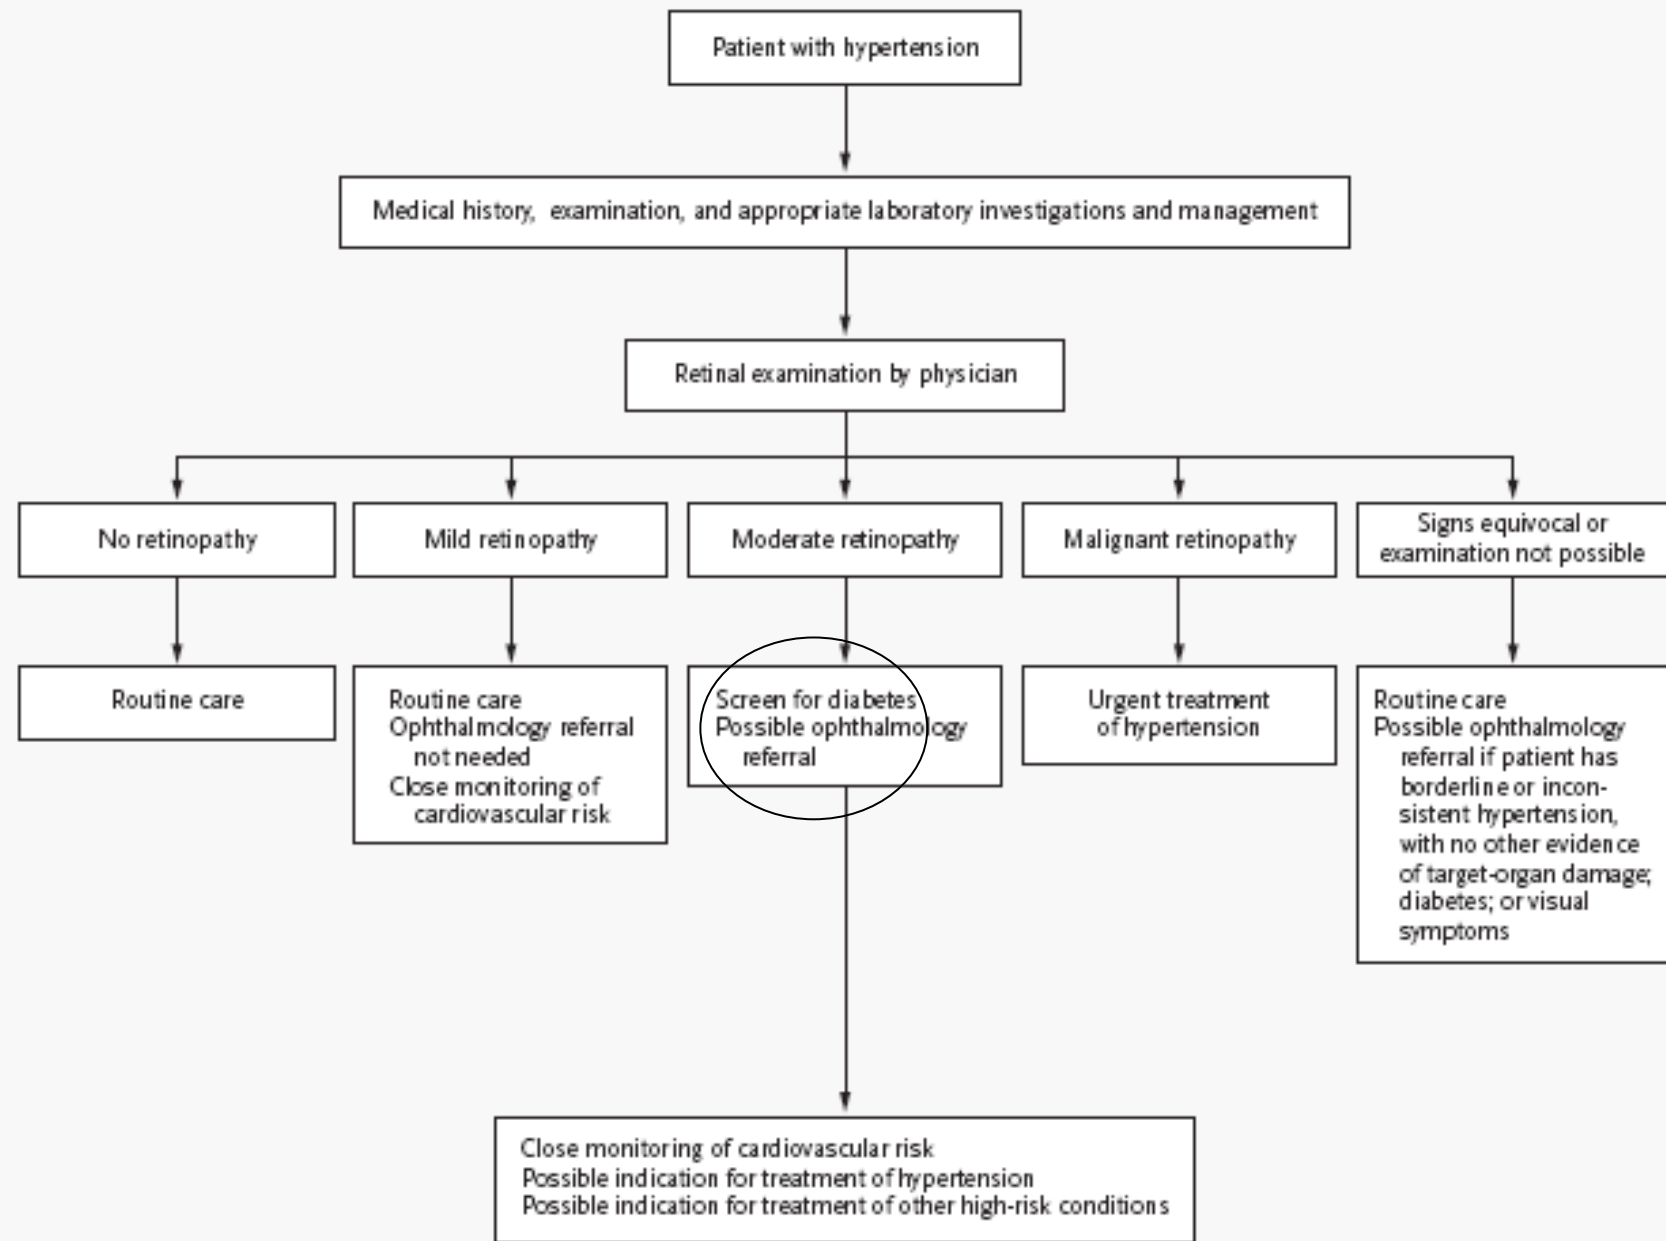 Patient with hypertension
Medical history, examination, and appropriate laboratory investigations and management
Retinal examination by physician
No retinopathy
Mild retinopathy
Moderate retinopathy
Malignant retinopathy
Signs equivocal or
examination not possible
Routine care
Routine care
Ophthalmology referral
not needed
Close monitoring of
cardiovascular risk
Screen for diabetes
Possible ophthalmology
referral
Urgent treatment
of hypertension
Routine care
Possible ophthalmology
referral if patient has
borderline or incon-
sistent hypertension,
with no other evidence
of target-organ damage;
diabetes; or visual
symptoms
Close monitoring of cardiovascular risk
Possible indication for treatment of hypertension
Possible indication for treatment of other high-risk conditions